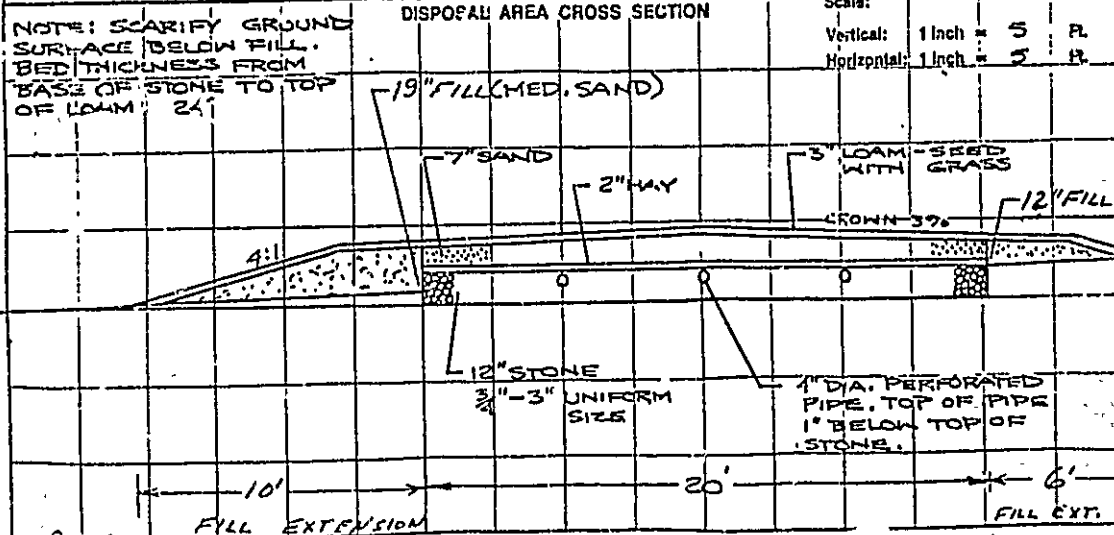 DISPOSAL AREA CROSS SECTION
Scale:
Vertical: 1 Inch = 5 Ft.
Horizontal: 1 Inch = 5 Ft.
NOTE: SCARIFY GROUND
SURFACE BELOW FILL.
BED THICKNESS FROM
BASE OF STONE TO TOP
OF LOAM 24"
19" FILL (MED. SAND)
7" SAND
2" HAY
3" LOAM - SEED
WITH GRASS
12" FILL
CROWN 3%
4:1
12" STONE
3/4" - 3" UNIFORM
SIZE
4" DIA. PERFORATED
PIPE. TOP OF PIPE
1" BELOW TOP OF
STONE.
10'
20'
6'
FILL EXTENSION
FILL EXT.